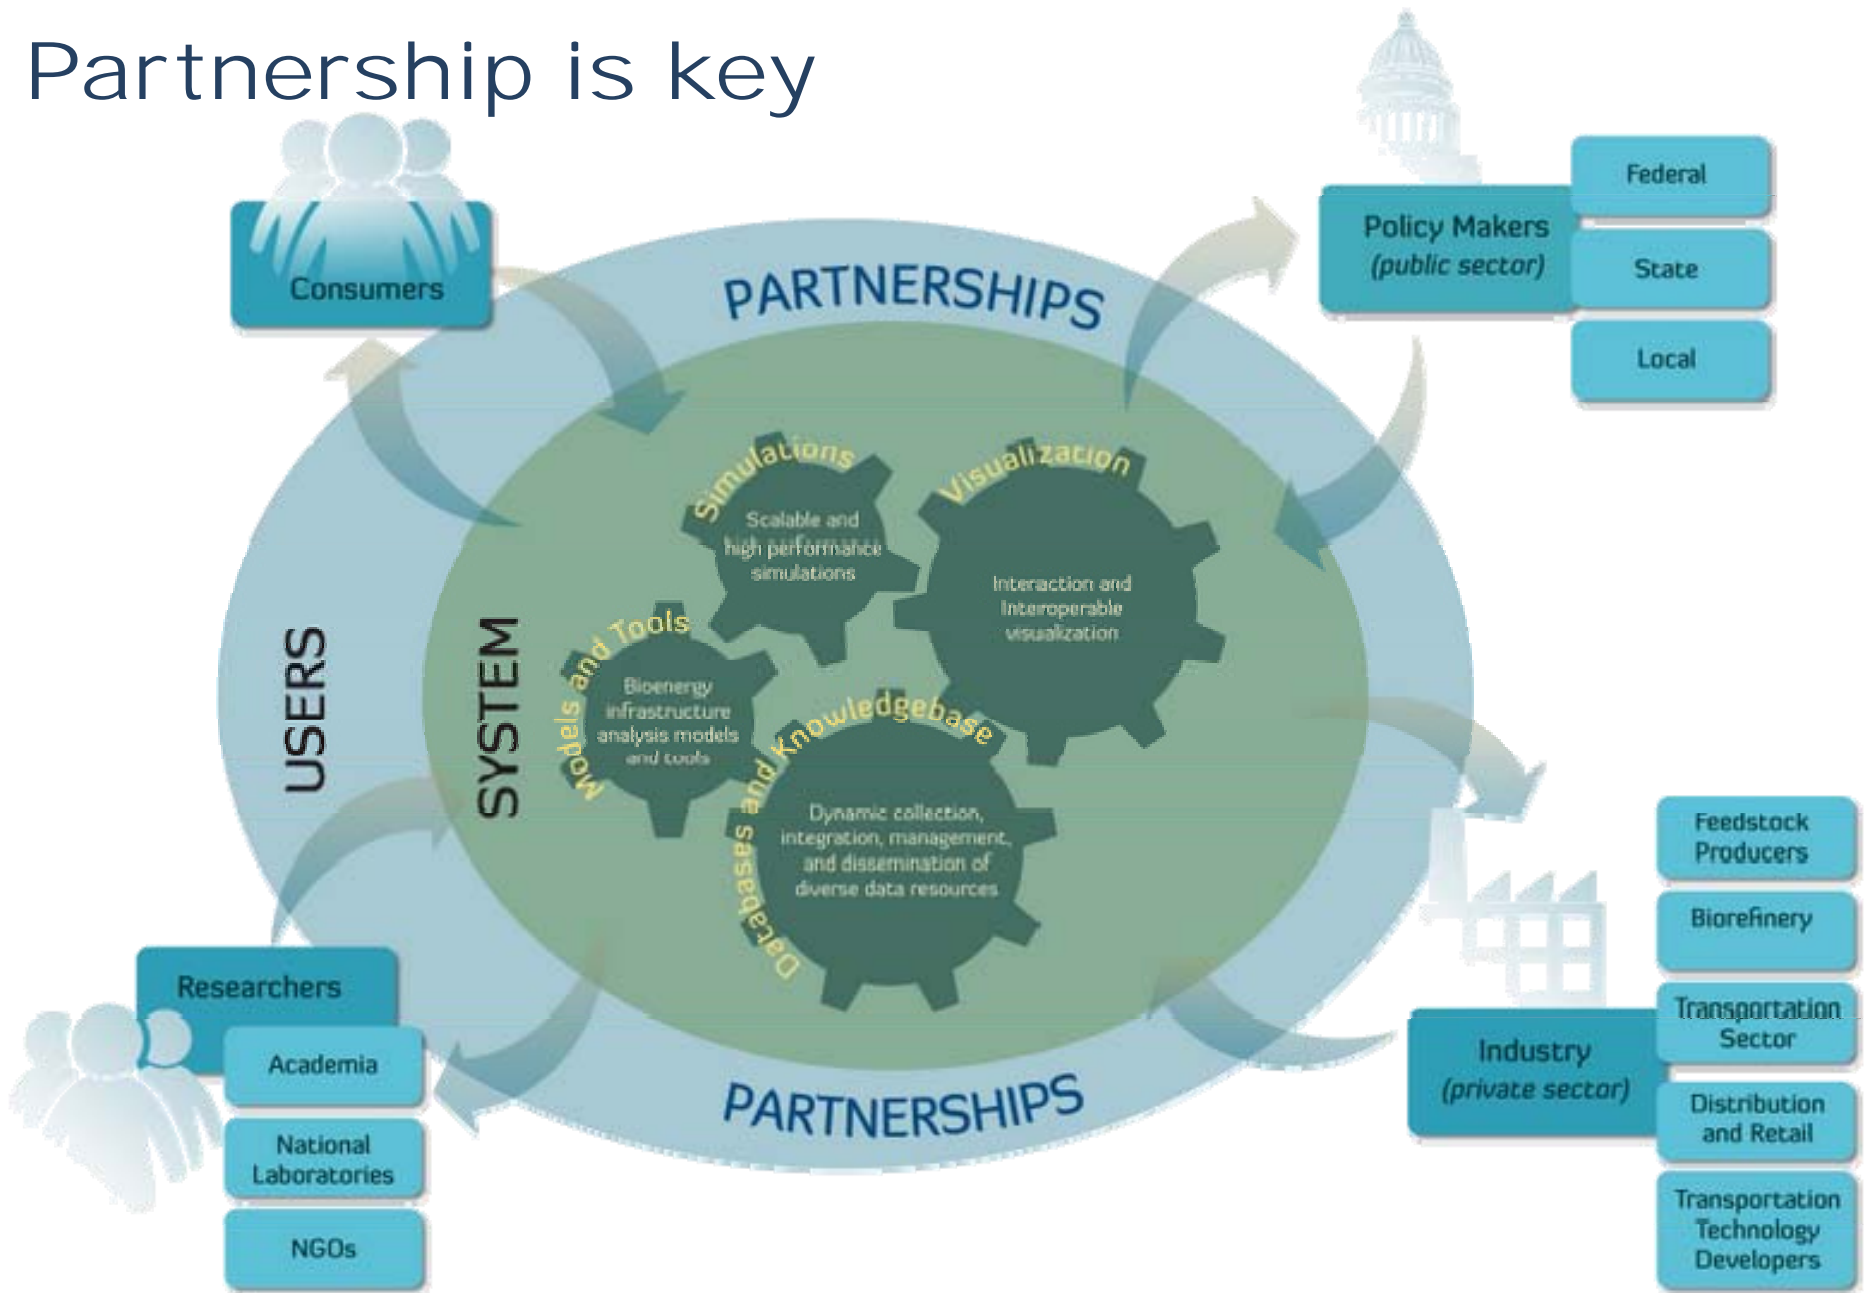 Partnership is key
Consumers
Policy Makers
(public sector)
Federal
State
Local
PARTNERSHIPS
USERS
SYSTEM
Simulations
Scalable and
high performance
simulations
Visualization
Interaction and
Interoperable
visualization
Models and Tools
Bioenergy
infrastructure
analysis models
and tools
Databases and Knowledgebase
Dynamic collection,
integration, management,
and dissemination of
diverse data resources
PARTNERSHIPS
Researchers
Academia
National
Laboratories
NGOs
Industry
(private sector)
Feedstock
Producers
Biorefinery
Transportation
Sector
Distribution
and Retail
Transportation
Technology
Developers